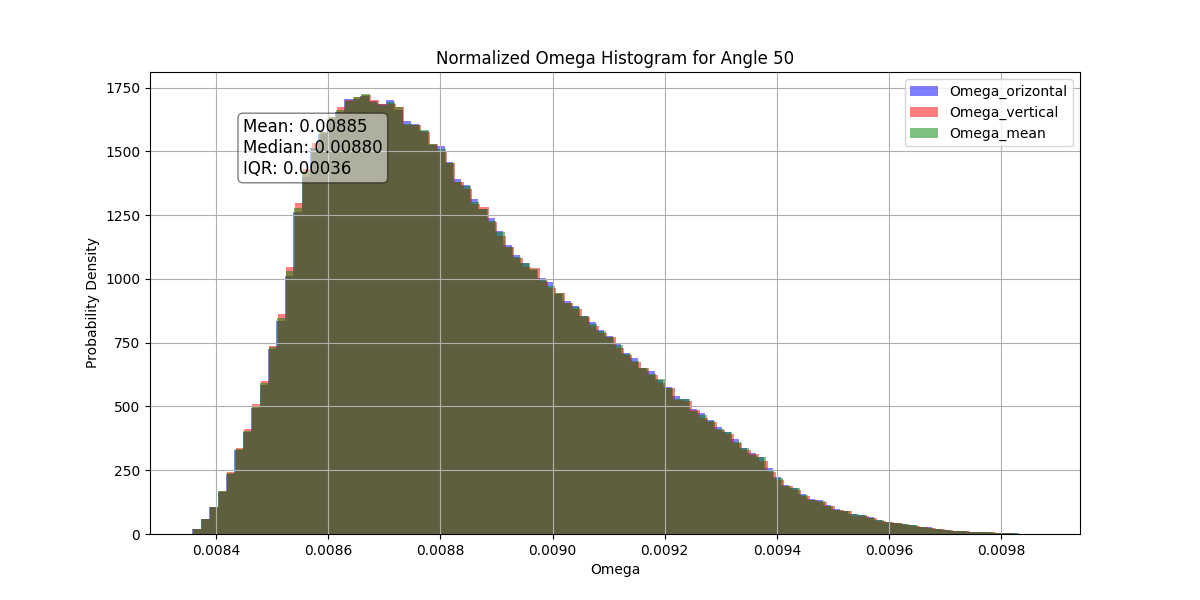 Normalized Omega Histogram for Angle 50
Omega_orizontal
Omega_vertical
Omega_mean
Mean: 0.00885
Median: 0.00880
IQR: 0.00036
Probability Density
1750
1500
1250
1000
750
500
250
0
0.0084 0.0086 0.0088 0.0090 0.0092 0.0094 0.0096 0.0098
Omega